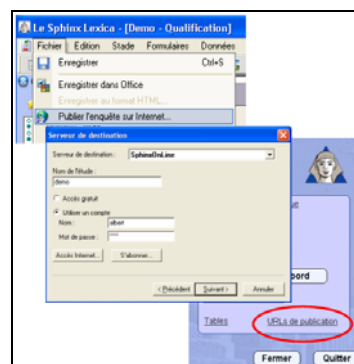 Le Sphinx Lexica - [Demo - Qualification]
Fichier Edition Stade Formulaires Données
Enregistrer Ctrl+S
Enregistrer dans Office
Enregistrer au format HTML...
Publier l'enquête sur Internet...
Serveur de destination
Serveur de destination : SphinxOnLine
Nom de l'étude :
demo
Accès gratuit
Utiliser un compte
Nom : albert
Mot de passe : ****
Accès Internet... S'abonner...
< Précédent Suivant > Annuler
bord
Tables URLs de publication
Fermer Quitter